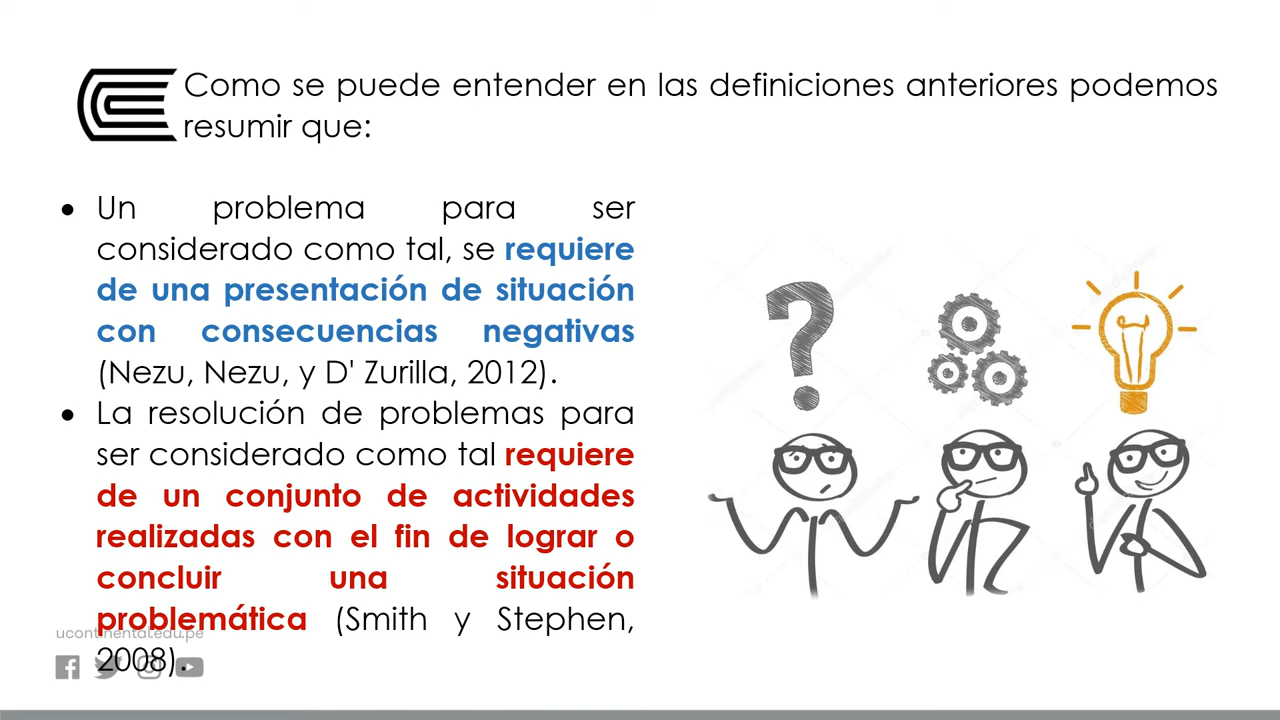 Como se puede entender en las definiciones anteriores podemos
resumir que:
• Un problema para ser
considerado como tal, se requiere
de una presentación de situación
con consecuencias negativas
(Nezu, Nezu, y D' Zurilla, 2012).
• La resolución de problemas para
ser considerado como tal requiere
de un conjunto de actividades
realizadas con el fin de lograr o
concluir una situación
problemática (Smith y Stephen,
2008).
ucontinental.edu.pe